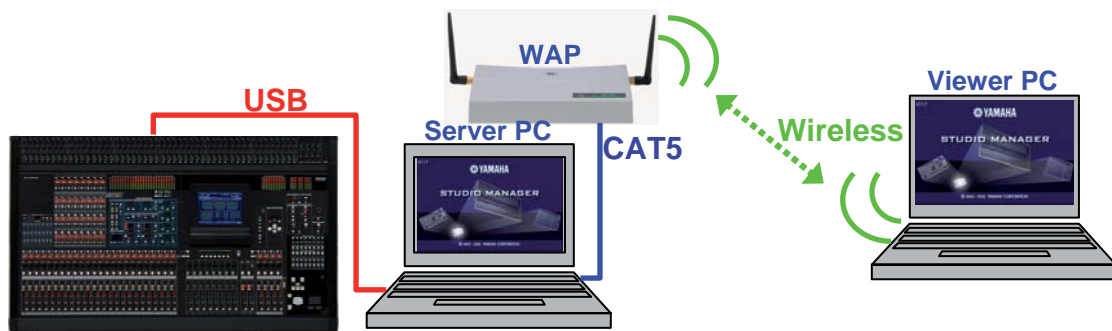 WAP
USB
Server PC
CAT5
Wireless
Viewer PC
YAMAHA
STUDIO MANAGER
YAMAHA
STUDIO MANAGER